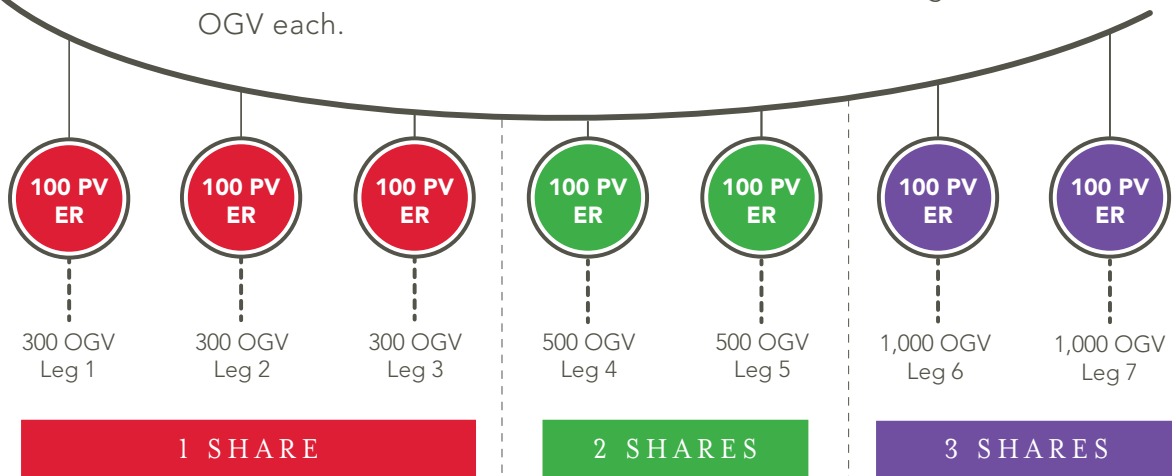 OGV each.
100 PV
ER
100 PV
ER
100 PV
ER
100 PV
ER
100 PV
ER
100 PV
ER
100 PV
ER
300 OGV
Leg 1
300 OGV
Leg 2
300 OGV
Leg 3
500 OGV
Leg 4
500 OGV
Leg 5
1,000 OGV
Leg 6
1,000 OGV
Leg 7
1 SHARE
2 SHARES
3 SHARES